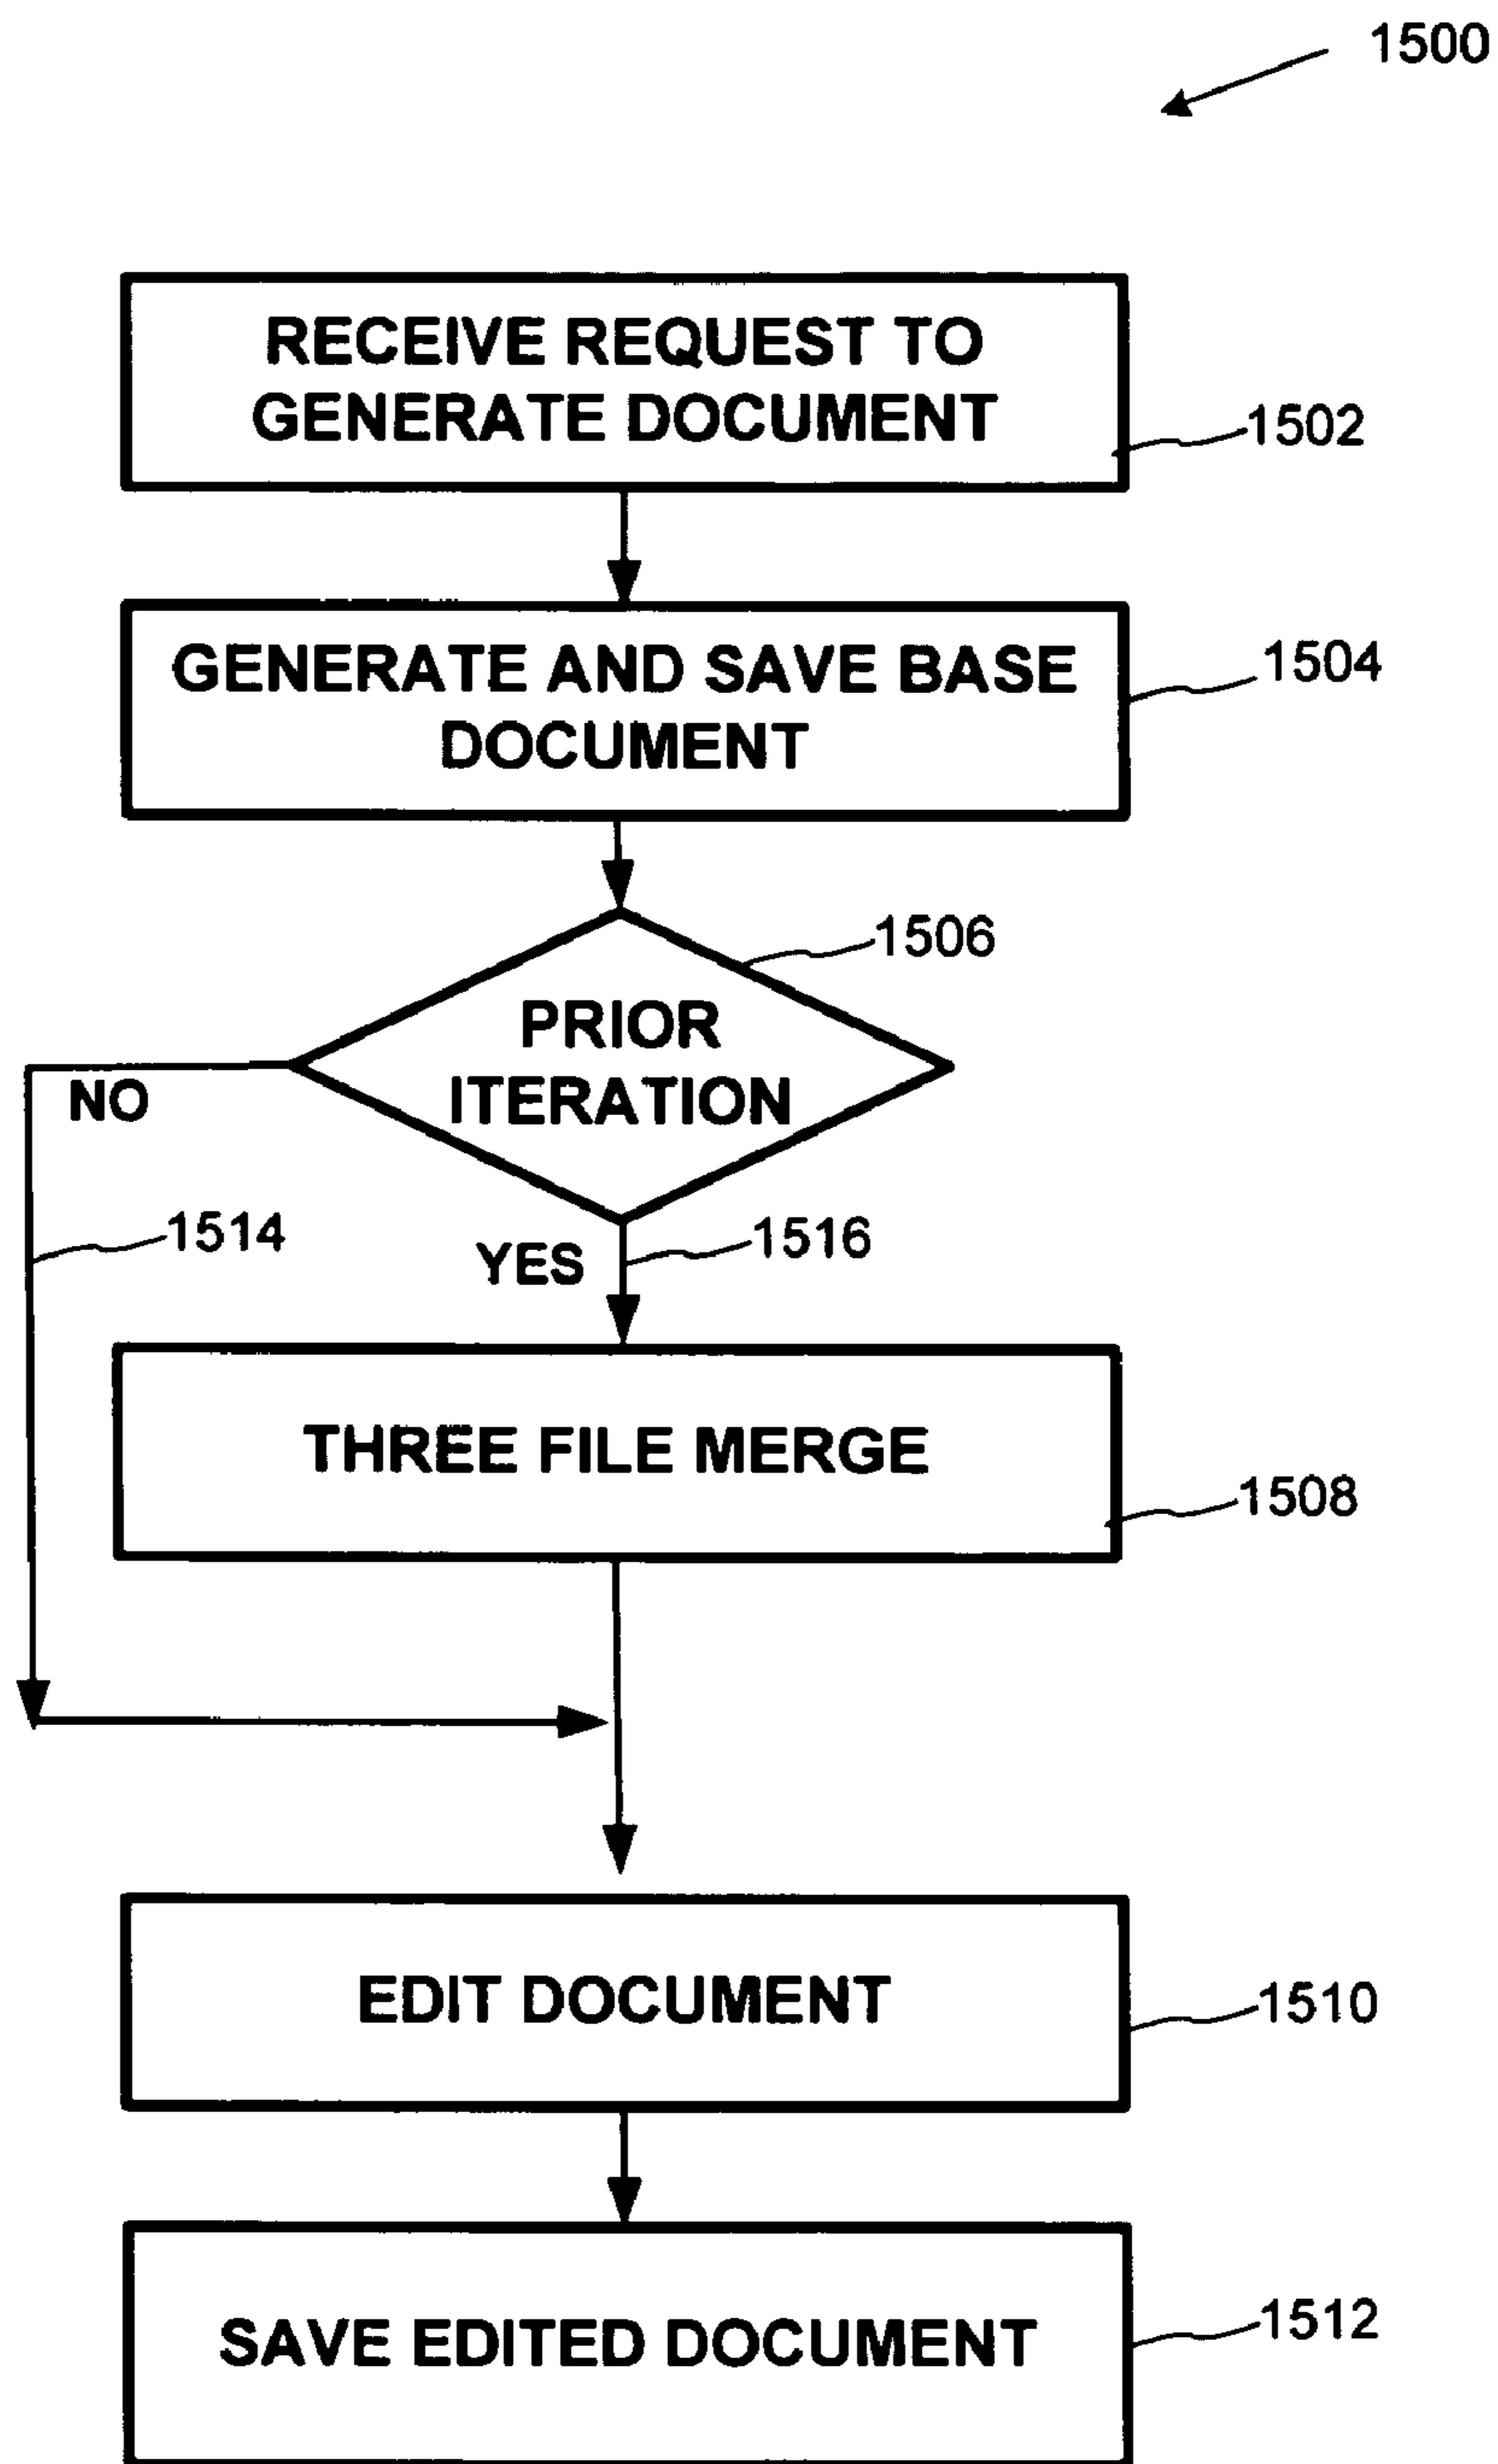 1500
RECEIVE REQUEST TO
GENERATE DOCUMENT
1502
GENERATE AND SAVE BASE
DOCUMENT
1504
1506
PRIOR
ITERATION
NO
1514
YES
1516
THREE FILE MERGE
1508
EDIT DOCUMENT
1510
SAVE EDITED DOCUMENT
1512